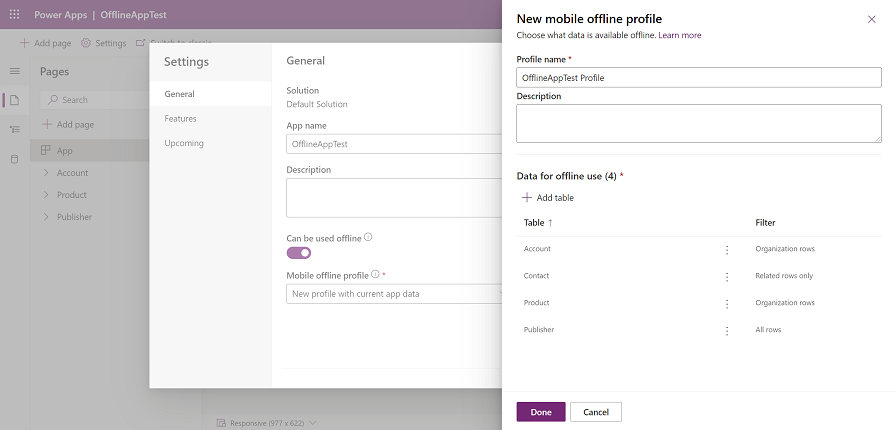 Power Apps | OfflineAppTest
Add page Settings Switch to classic
Pages
Search
Add page
App
Account
Product
Publisher
Settings
General
Features
Upcoming
General
Solution
Default Solution
App name
OfflineAppTest
Description
Can be used offline
Mobile offline profile *
New profile with current app data
Responsive (977 x 622)
New mobile offline profile
Choose what data is available offline. Learn more
Profile name *
OfflineAppTest Profile
Description
Data for offline use (4) *
Add table
Table ↑ Filter
Account Organization rows
Contact Related rows only
Product Organization rows
Publisher All rows
Done Cancel